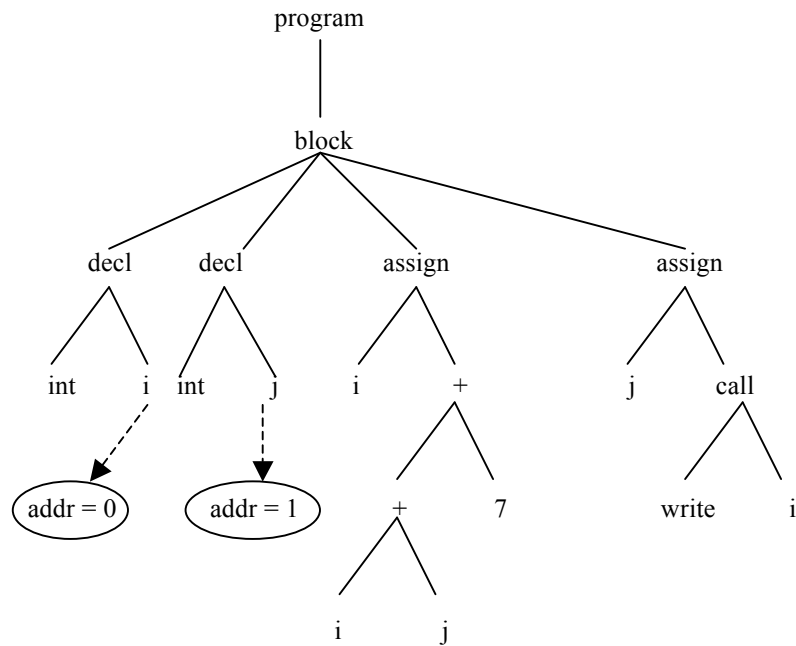 program
block
decl decl assign assign
int i int j i + j call
addr = 0 addr = 1 + 7 write i
i j